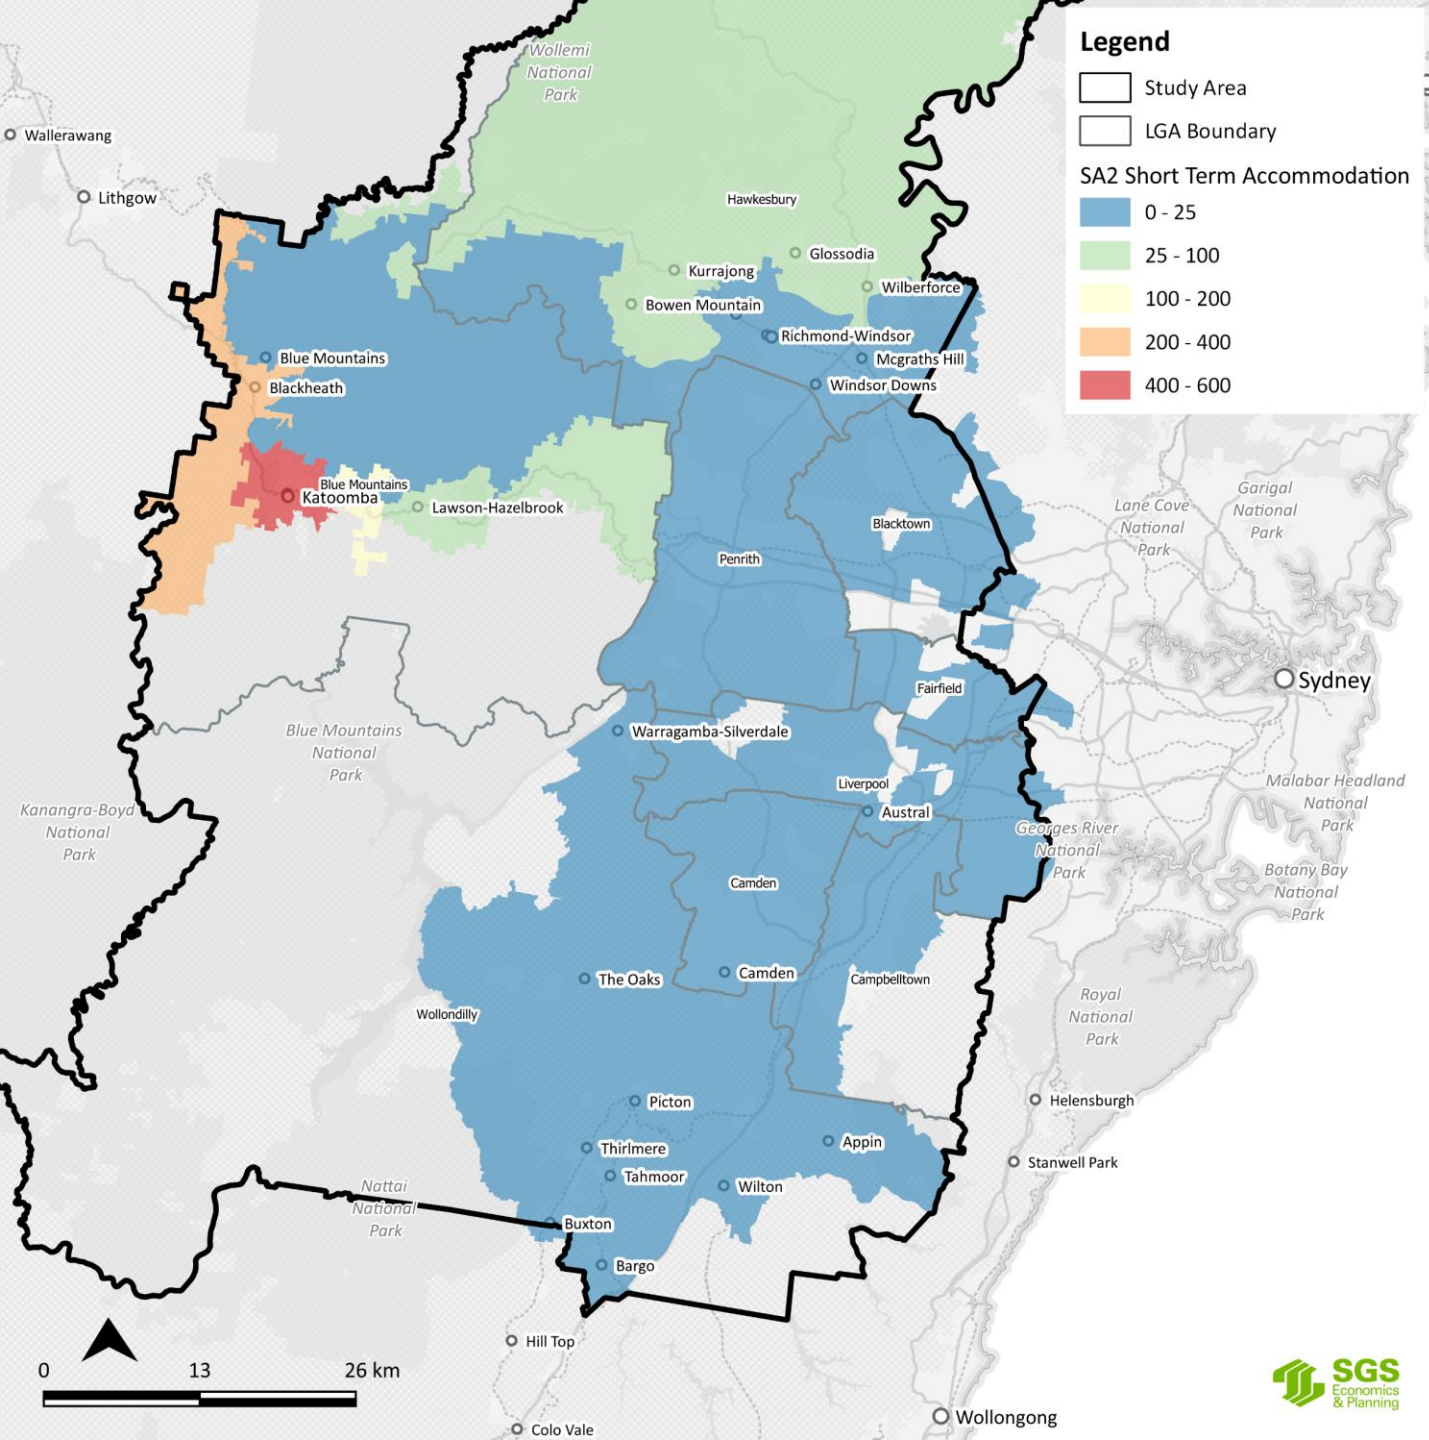 Legend
Study Area
LGA Boundary
SA2 Short Term Accommodation
0 - 25
25 - 100
100 - 200
200 - 400
400 - 600
Wollemi
National
Park
Wallerawang
Lithgow
Hawkesbury
Glossodia
Kurrajong
Wilberforce
Bowen Mountain
Richmond-Windsor
Blue Mountains
Mcgraths Hill
Blackheath
Windsor Downs
Blue Mountains
Katoomba
Lawson-Hazelbrook
Blacktown
Lane Cove
National
Park
Garigal
National
Park
Penrith
Sydney
Fairfield
Blue Mountains
National
Park
Warragamba-Silverdale
Liverpool
Austral
Malabar Headland
National
Park
Kanangra-Boyd
National
Park
Georges River
National
Park
Botany Bay
National
Park
Camden
The Oaks
Camden
Campbelltown
Wollondilly
Royal
National
Park
Picton
Helensburgh
Thirlmere
Appin
Tahmoor
Stanwell Park
Wilton
Nattai
National
Park
Buxton
Bargo
Hill Top
0 13 26 km
Colo Vale
Wollongong
SGS
Economics
& Planning